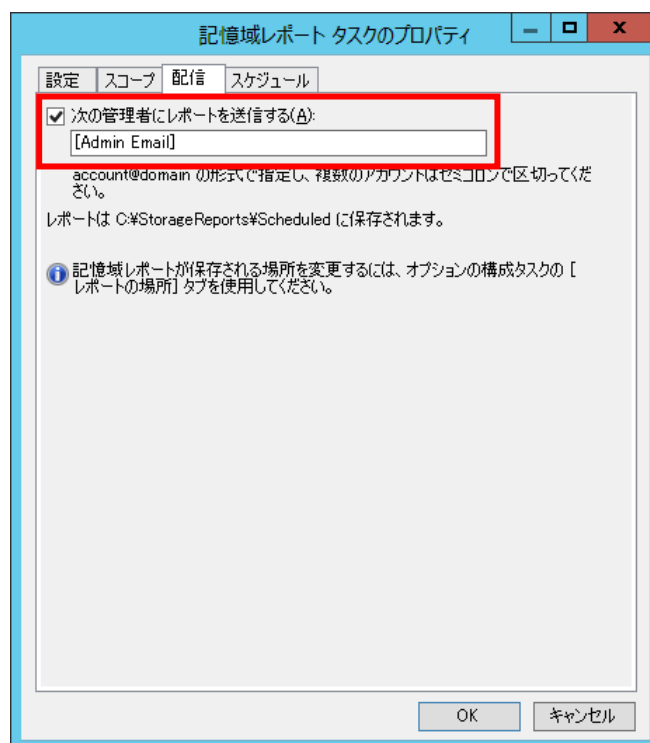 記憶域レポート タスクのプロパティ
設定 スコープ 配信 スケジュール
次の管理者にレポートを送信する(A):
[Admin Email]
account@domain の形式で指定し、複数のアカウントはセミコロンで区切ってくだ
さい。
レポートは C:¥StorageReports¥Scheduled に保存されます。
記憶域レポートが保存される場所を変更するには、オプションの構成タスクの [
レポートの場所] タブを使用してください。
OK キャンセル